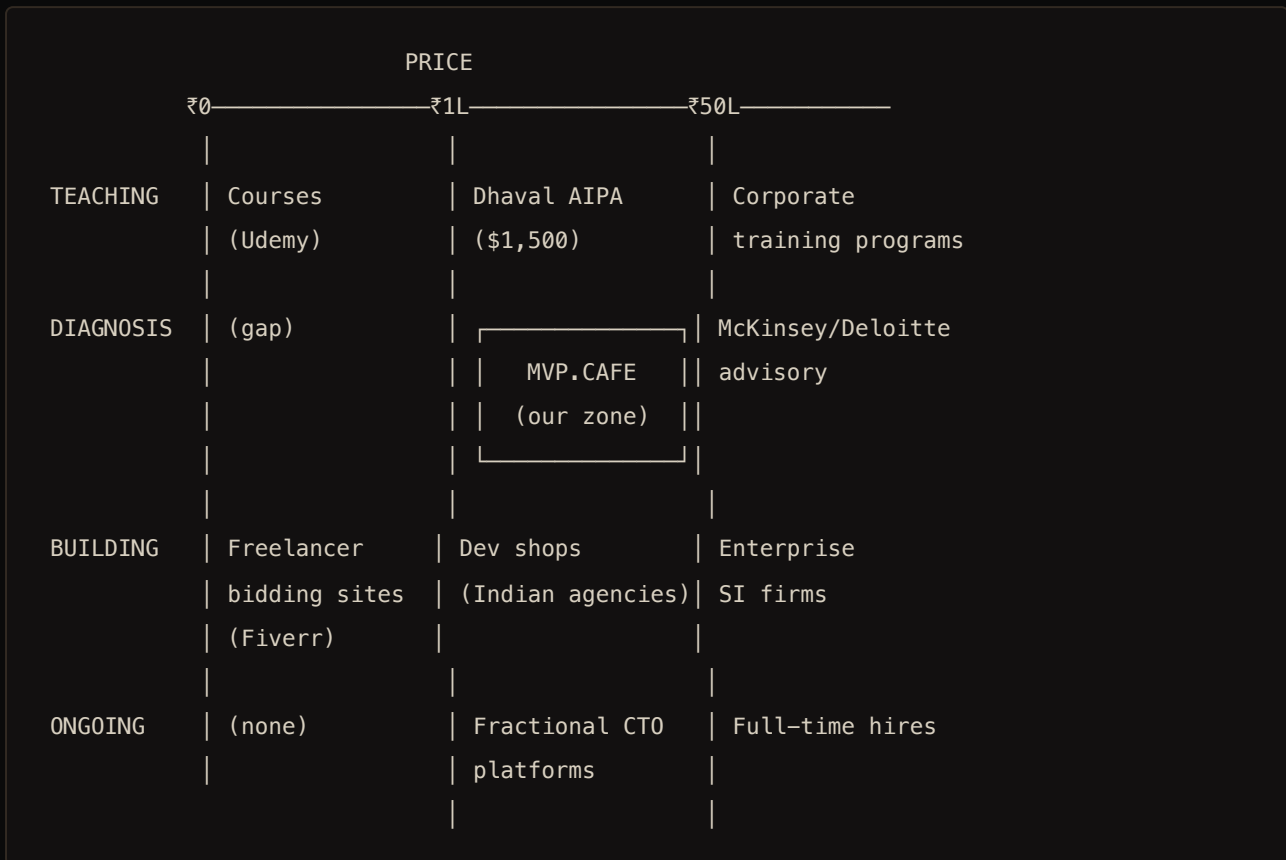 PRICE
₹0────────────────₹1L────────────────₹50L───────────
│ │ │
TEACHING │ Courses │ Dhaval AIPA │ Corporate
│ (Udemy) │ ($1,500) │ training programs
│ │ │
DIAGNOSIS │ (gap) │ ┌───────────────┐│ McKinsey/Deloitte
│ │ │ MVP.CAFE ││ advisory
│ │ │ (our zone) ││
│ │ └───────────────┘│
│ │ │
BUILDING │ Freelancer │ Dev shops │ Enterprise
│ bidding sites │ (Indian agencies)│ SI firms
│ (Fiverr) │ │
│ │ │
ONGOING │ (none) │ Fractional CTO │ Full-time hires
│ │ platforms │
│ │